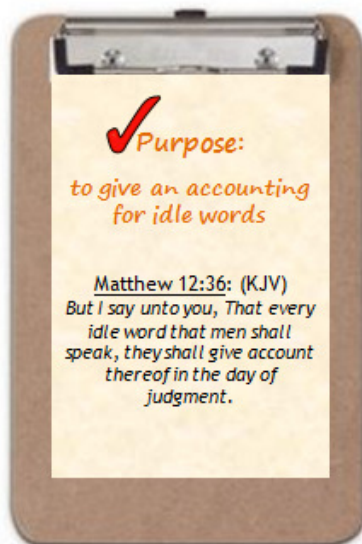 Purpose:
to give an accounting
for idle words
Matthew 12:36: (KJV)
But I say unto you, That every
idle word that men shall
speak, they shall give account
thereof in the day of
judgment.